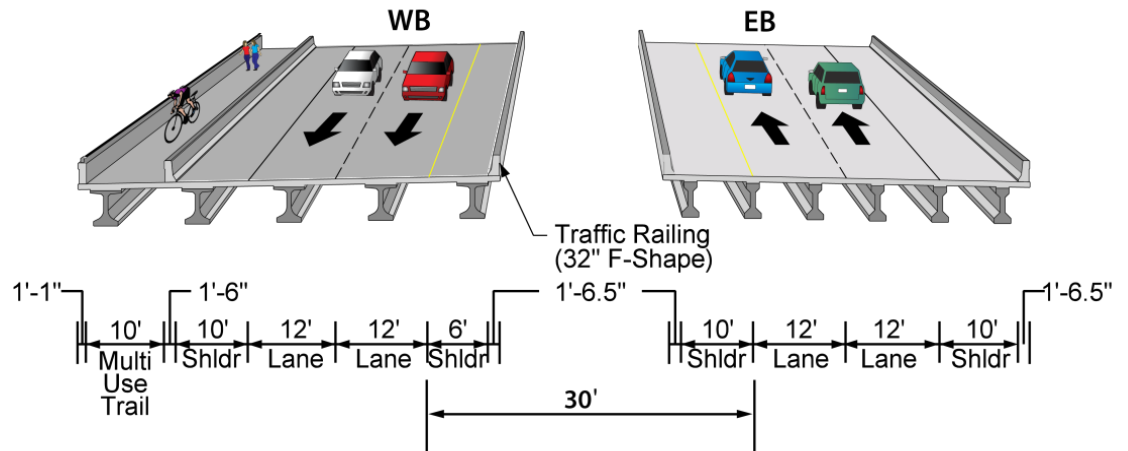 WB
EB
Traffic Railing
(32" F-Shape)
1'-1"
1'-6"
1'-6.5"
1'-6.5"
10'
10'
12'
12'
6'
10'
12'
12'
10'
Multi
Use
Trail
Shldr
Lane
Lane
Shldr
Shldr
Lane
Lane
Shldr
30'